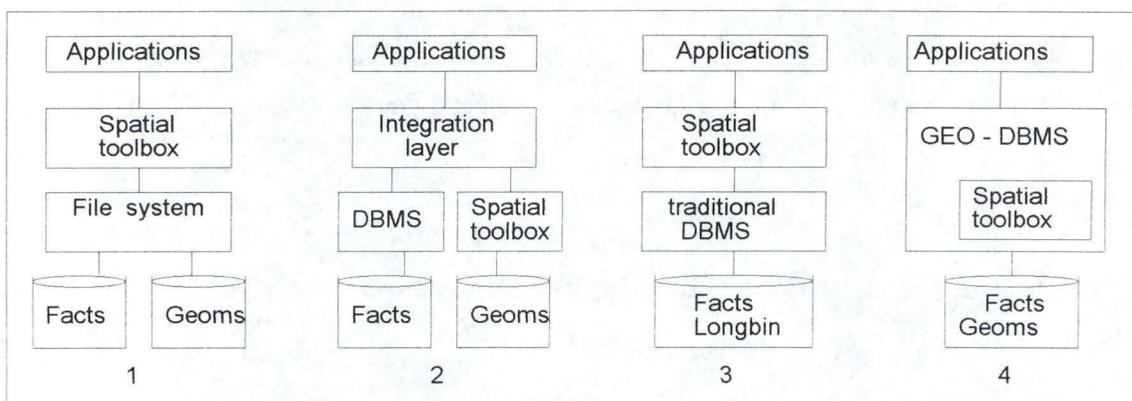 Applications
Spatial
toolbox
File system
Facts
Geoms
1
Applications
Integration
layer
DBMS
Spatial
toolbox
Facts
Geoms
2
Applications
Spatial
toolbox
traditional
DBMS
Facts
Longbin
3
Applications
GEO - DBMS
Spatial
toolbox
Facts
Geoms
4